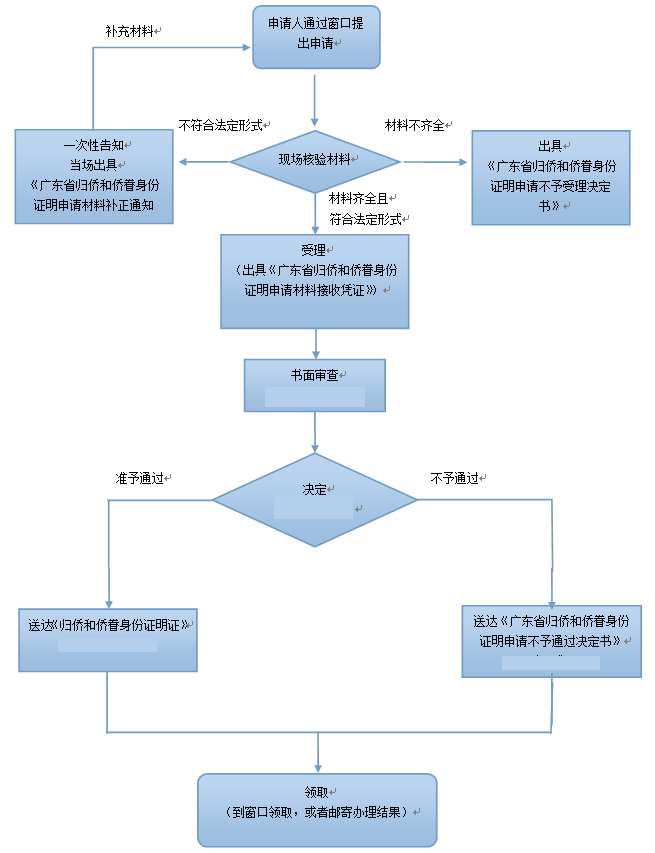 申请人通过窗口提
出申请
补充材料
不符合法定形式
材料不齐全
一次性告知
当场出具
《广东省归侨和侨眷身份
证明申请材料补正通知
现场核验材料
出具
《广东省归侨和侨眷身份
证明申请不予受理决定
书》
材料齐全且
符合法定形式
受理
（出具《广东省归侨和侨眷身份
证明申请材料接收凭证》）
书面审查
准予通过
决定
不予通过
送达《归侨和侨眷身份证明证》
送达《广东省归侨和侨眷身份
证明申请不予通过决定书》
领取
（到窗口领取，或者邮寄办理结果）